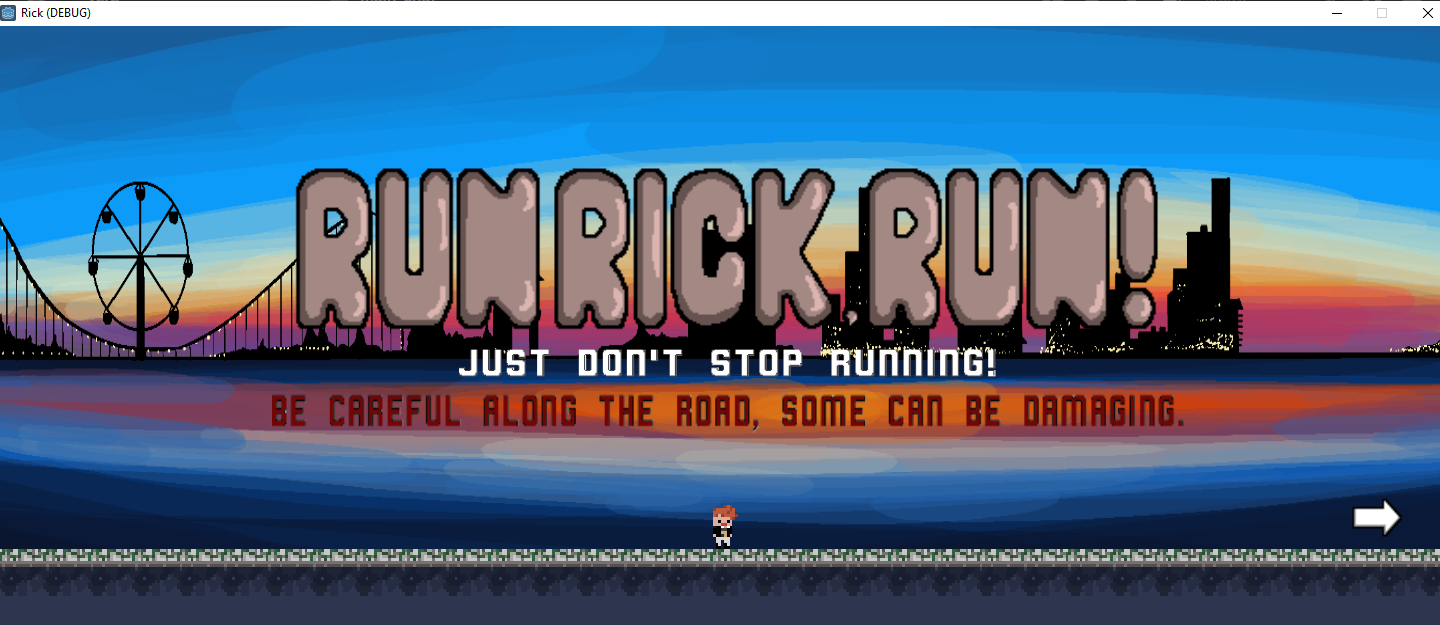 Rick (DEBUG)
RUN RICK, RUN!
JUST DON'T STOP RUNNING!
BE CAREFUL ALONG THE ROAD, SOME CAN BE DAMAGING.